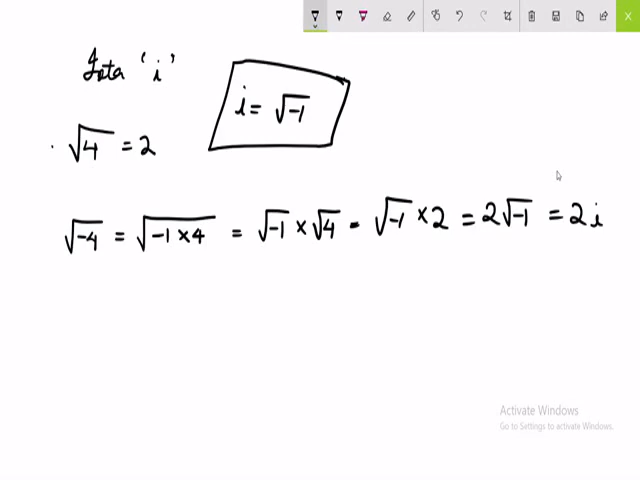 Iota 'i'
i = √-1
√4 = 2
√-4 = √-1×4 = √-1 × √4 = √-1 × 2 = 2√-1 = 2i
Activate Windows
Go to Settings to activate Windows.